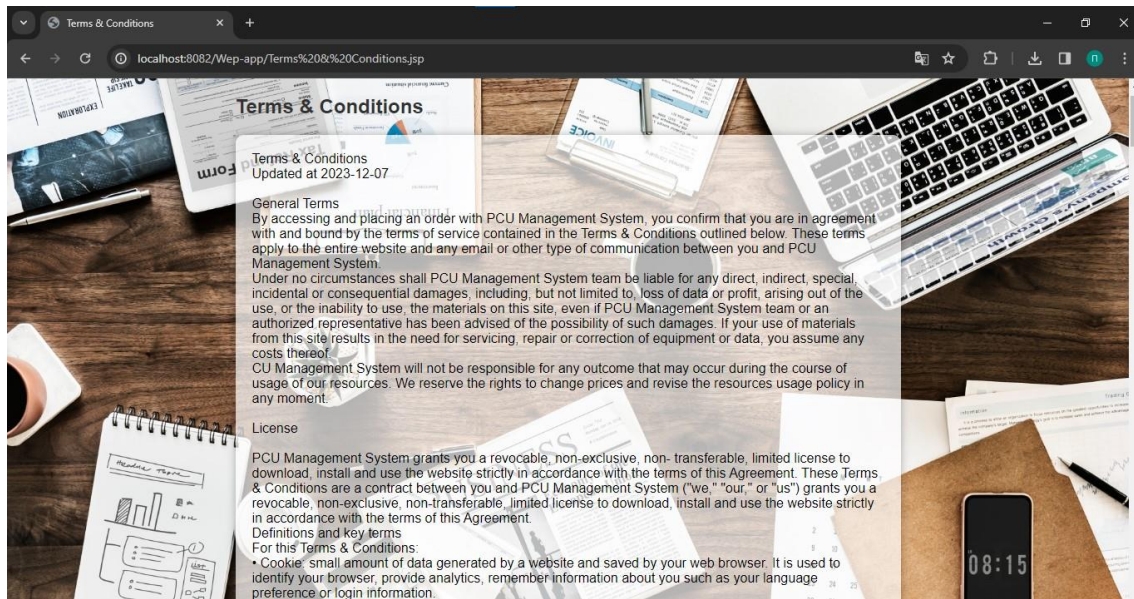 Terms & Conditions
localhost:8082/Wep-app/Terms%20&%20Conditions.jsp
TAKE LIFE
EXPLORATION
Tax Refund Form
INVOICE
Terms & Conditions
Terms & Conditions
Updated at 2023-12-07
General Terms
By accessing and placing an order with PCU Management System, you confirm that you are in agreement
with and bound by the terms of service contained in the Terms & Conditions outlined below. These terms
apply to the entire website and any email or other type of communication between you and PCU
Management System.
Under no circumstances shall PCU Management System team be liable for any direct, indirect, special,
incidental or consequential damages, including, but not limited to, loss of data or profit, arising out of the
use, or the inability to use, the materials on this site, even if PCU Management System team or an
authorized representative has been advised of the possibility of such damages. If your use of materials
from this site results in the need for servicing, repair or correction of equipment or data, you assume any
costs thereof.
CU Management System will not be responsible for any outcome that may occur during the course of
usage of our resources. We reserve the rights to change prices and revise the resources usage policy in
any moment.
License
PCU Management System grants you a revocable, non-exclusive, non- transferable, limited license to
download, install and use the website strictly in accordance with the terms of this Agreement. These Terms
& Conditions are a contract between you and PCU Management System ("we," "our," or "us") grants you a
revocable, non-exclusive, non-transferable, limited license to download, install and use the website strictly
in accordance with the terms of this Agreement.
Definitions and key terms
For this Terms & Conditions:
• Cookie: small amount of data generated by a website and saved by your web browser. It is used to
identify your browser, provide analytics, remember information about you such as your language
preference or login information.
Headline Topic
08:15